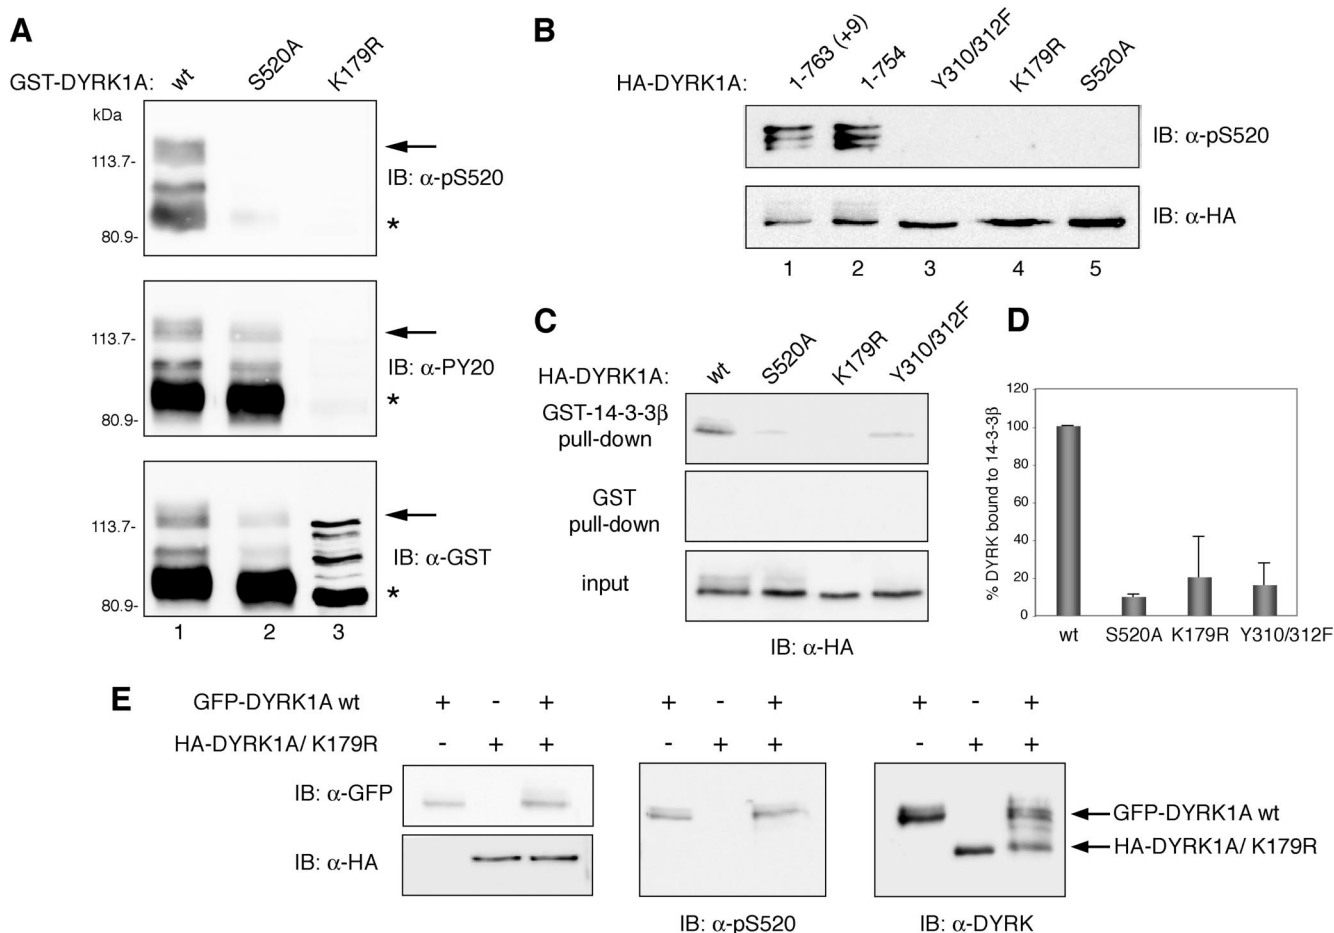 A
GST-DYRK1A: wt S520A K179R
kDa
113.7-
IB: α-pS520
80.9- *
113.7-
IB: α-PY20
80.9- *
113.7-
IB: α-GST
80.9- *
1 2 3
B
HA-DYRK1A: 1-763 (+9) 1-754 Y310/312F K179R S520A
IB: α-pS520
IB: α-HA
1 2 3 4 5
C
HA-DYRK1A: wt S520A K179R Y310/312F
GST-14-3-3β
pull-down
GST
pull-down
input
IB: α-HA
D
% DYRK bound to 14-3-3β
120
100
80
60
40
20
0
wt S520A K179R Y310/312F
E
GFP-DYRK1A wt + - + + - + + - +
HA-DYRK1A/ K179R - + + - + + - + +
IB: α-GFP
IB: α-HA
IB: α-pS520
GFP-DYRK1A wt
HA-DYRK1A/ K179R
IB: α-DYRK